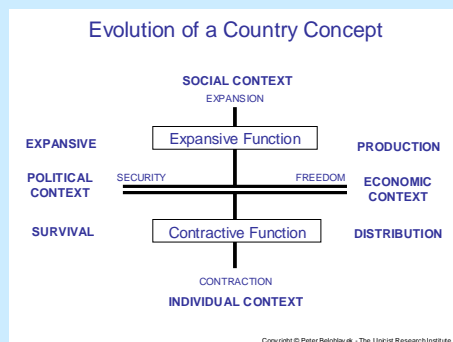 Evolution of a Country Concept
SOCIAL CONTEXT
EXPANSION
Expansive Function
EXPANSIVE
PRODUCTION
POLITICAL
CONTEXT
SECURITY
FREEDOM
ECONOMIC
CONTEXT
SURVIVAL
Contractive Function
DISTRIBUTION
CONTRACTION
INDIVIDUAL CONTEXT
Copyright © Peter Belohlavek - The Unicist Research Institute